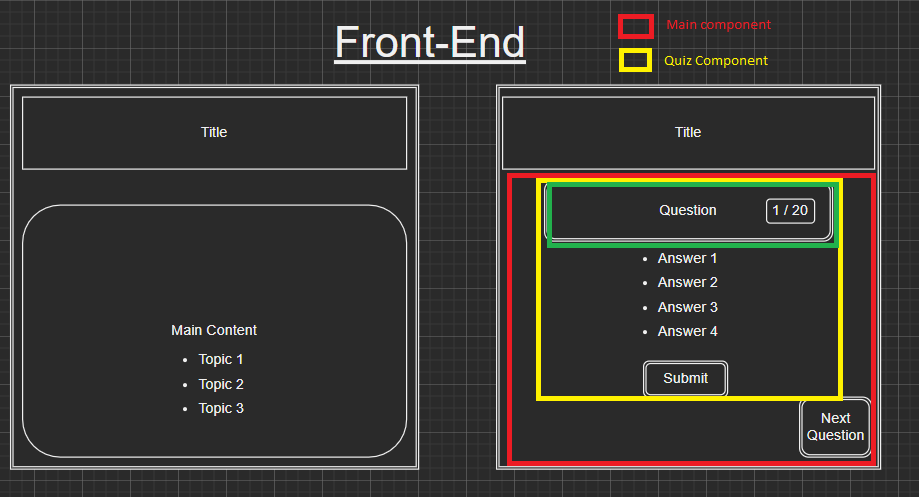 Front-End
Main component
Quiz Component
Title
Main Content
• Topic 1
• Topic 2
• Topic 3
Title
Question 1 / 20
• Answer 1
• Answer 2
• Answer 3
• Answer 4
Submit
Next
Question